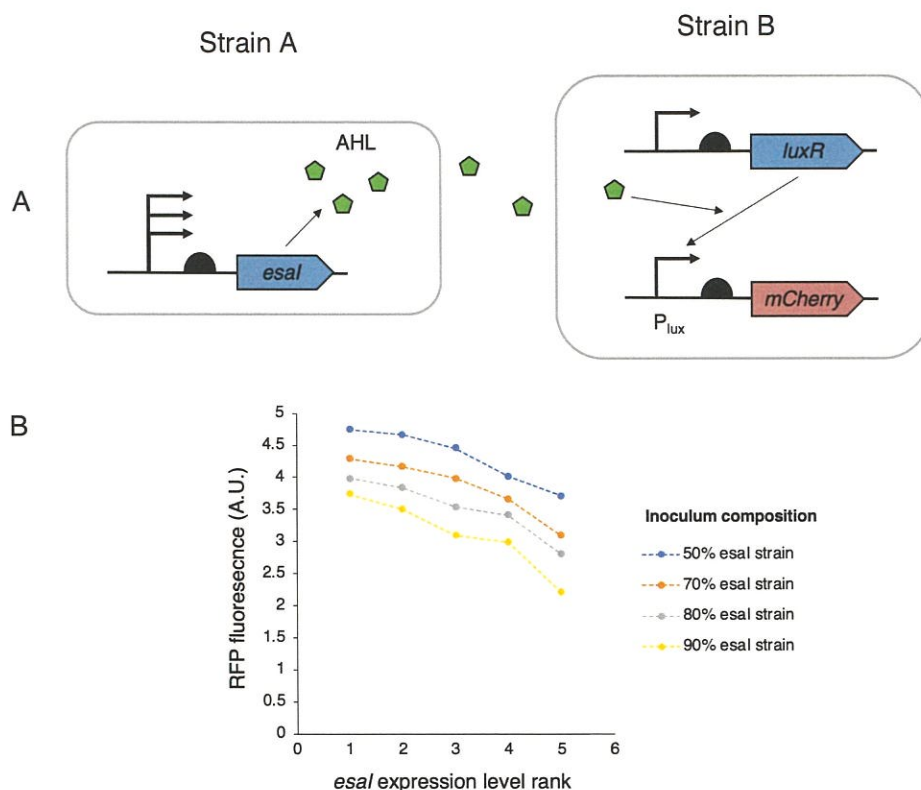 Strain A
Strain B
A
AHL
esaI
luxR
mCherry
Plux
B
RFP fluoresecnce (A.U.)
5
4.5
4
3.5
3
2.5
2
1.5
1
0.5
0
0 1 2 3 4 5 6
esaI expression level rank
Inoculum composition
50% esaI strain
70% esaI strain
80% esaI strain
90% esaI strain